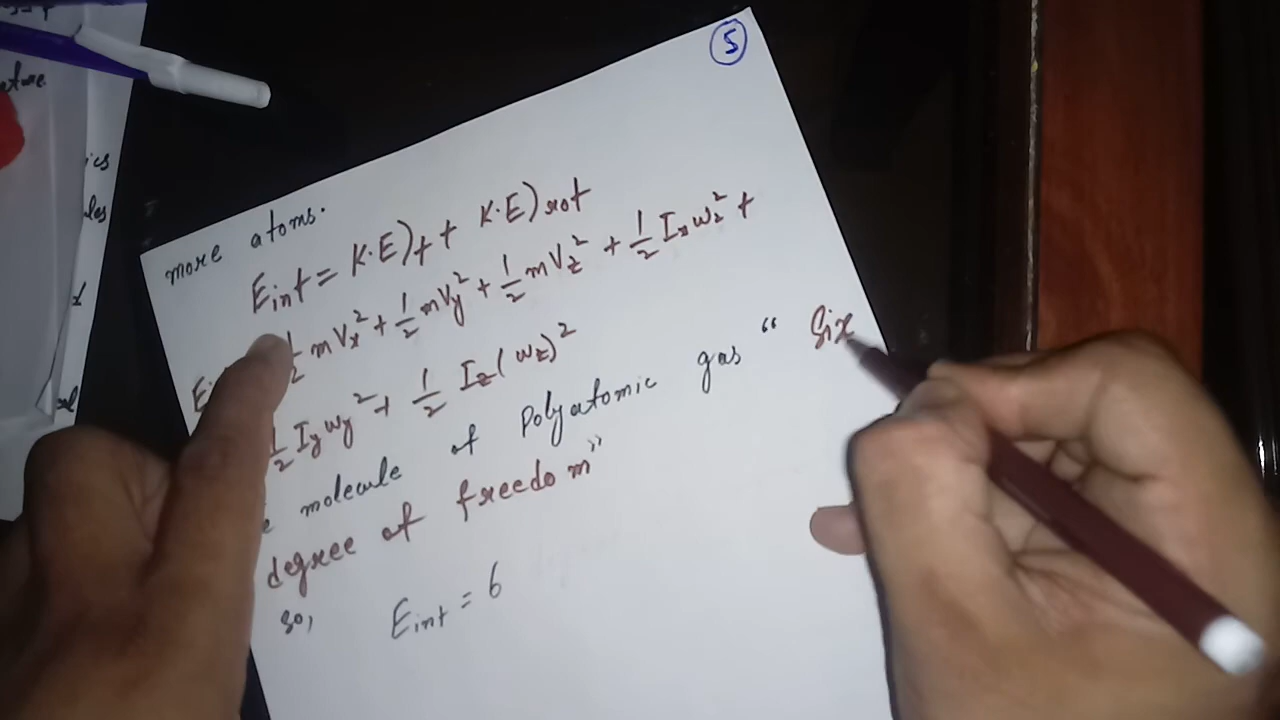 5
more atoms.
Eint = K.E)t + K.E)rot
½ mVx² + ½ mVy² + ½ mVz² + ½ Ixωx² +
½ Iyωy² + ½ Iz(ωz)²
molecule of Polyatomic gas “ Six
degree of freedom”
so, Eint = 6